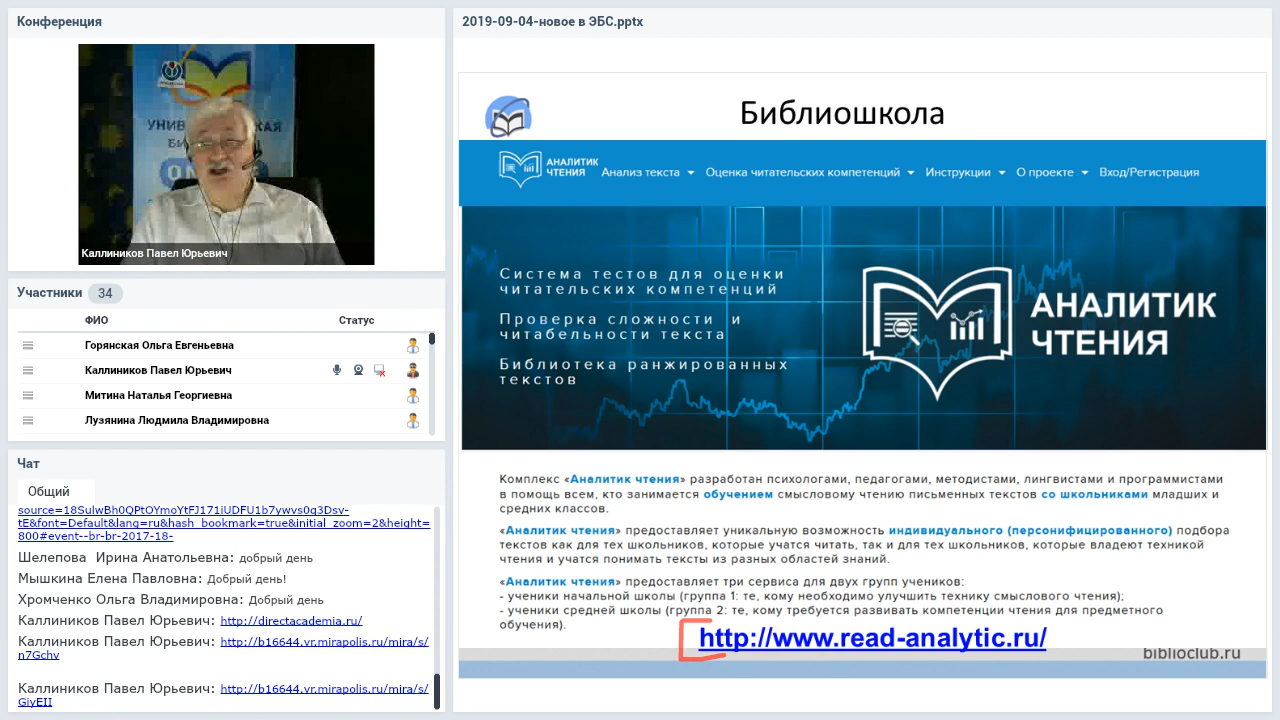 Конференция
УНИВ
КАЯ
Каллиников Павел Юрьевич
Участники 34
ФИО Статус
Горянская Ольга Евгеньевна
Каллиников Павел Юрьевич
Митина Наталья Георгиевна
Лузянина Людмила Владимировна
Чат
Общий
source=18SulwBh0QPtOYmoYtFJ171iUDFU1b7ywvs0q3Dsv-
tE&font=Default&lang=ru&hash_bookmark=true&initial_zoom=2&height=
800#event--br-br-2017-18-
Шелепова Ирина Анатольевна: добрый день
Мышкина Елена Павловна: Добрый день!
Хромченко Ольга Владимировна: Добрый день
Каллиников Павел Юрьевич: http://directacademia.ru/
Каллиников Павел Юрьевич: http://b16644.vr.mirapolis.ru/mira/s/
n7Gchv
Каллиников Павел Юрьевич: http://b16644.vr.mirapolis.ru/mira/s/
GiyEII
2019-09-04-новое в ЭБС.pptx
Библиошкола
АНАЛИТИК
ЧТЕНИЯ
Анализ текста Оценка читательских компетенций Инструкции О проекте Вход/Регистрация
Система тестов для оценки
читательских компетенций
Проверка сложности и
читабельности текста
Библиотека ранжированных
текстов
АНАЛИТИК
ЧТЕНИЯ
Комплекс «Аналитик чтения» разработан психологами, педагогами, методистами, лингвистами и программистами
в помощь всем, кто занимается обучением смысловому чтению письменных текстов со школьниками младших и
средних классов.
«Аналитик чтения» предоставляет уникальную возможность индивидуального (персонифицированного) подбора
текстов как для тех школьников, которые учатся читать, так и для тех школьников, которые владеют техникой
чтения и учатся понимать тексты из разных областей знаний.
«Аналитик чтения» предоставляет три сервиса для двух групп учеников:
- ученики начальной школы (группа 1: те, кому необходимо улучшить технику смыслового чтения);
- ученики средней школы (группа 2: те, кому требуется развивать компетенции чтения для предметного
обучения).
http://www.read-analytic.ru/
biblioclub.ru